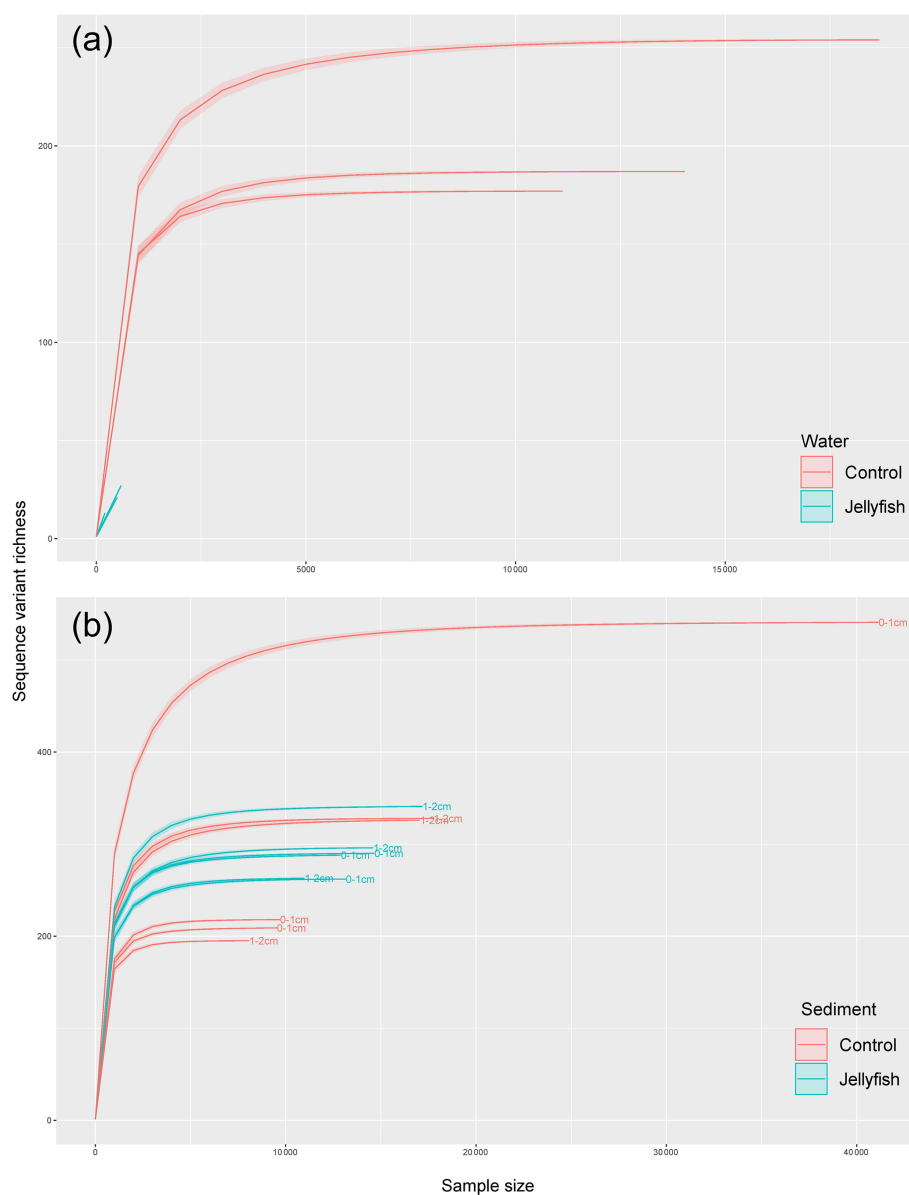 (a)
200
100
0
0
5000
10000
15000
Water
Control
Jellyfish
Sequence variant richness
(b)
400
200
0
0-1cm
1-2cm
1-2cm
1-2cm
1-2cm
0-1cm
0-1cm
1-2cm
0-1cm
0-1cm
0-1cm
1-2cm
Sediment
Control
Jellyfish
0
10000
20000
30000
40000
Sample size